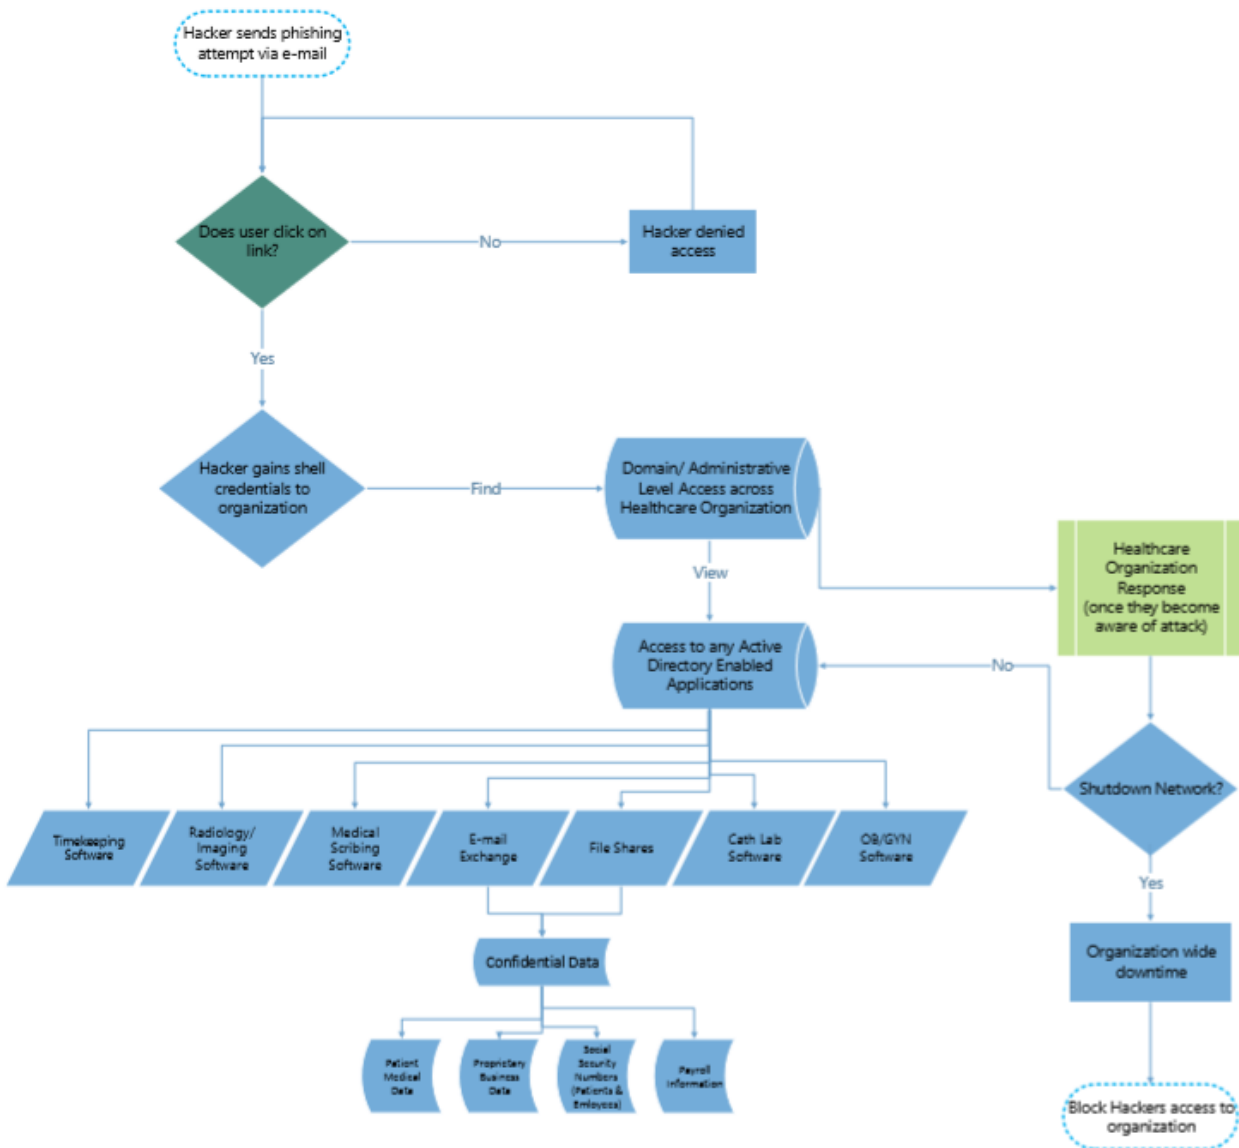 Hacker sends phishing
attempt via e-mail
Does user click on
link?
No
Hacker denied
access
Yes
Hacker gains shell
credentials to
organization
Find
Domain/ Administrative
Level Access across
Healthcare Organization
View
Healthcare
Organization
Response
(once they become
aware of attack)
Access to any Active
Directory Enabled
Applications
No
Shutdown Network?
Timekeeping
Software
Radiology/
Imaging
Software
Medical
Scribing
Software
E-mail
Exchange
File Shares
Cath Lab
Software
OB/GYN
Software
Yes
Organization wide
downtime
Confidential Data
Patient
Medical
Data
Proprietary
Business
Data
Social
Security
Numbers
(Patients &
Emloyees)
Payroll
Information
Block Hackers access to
organization